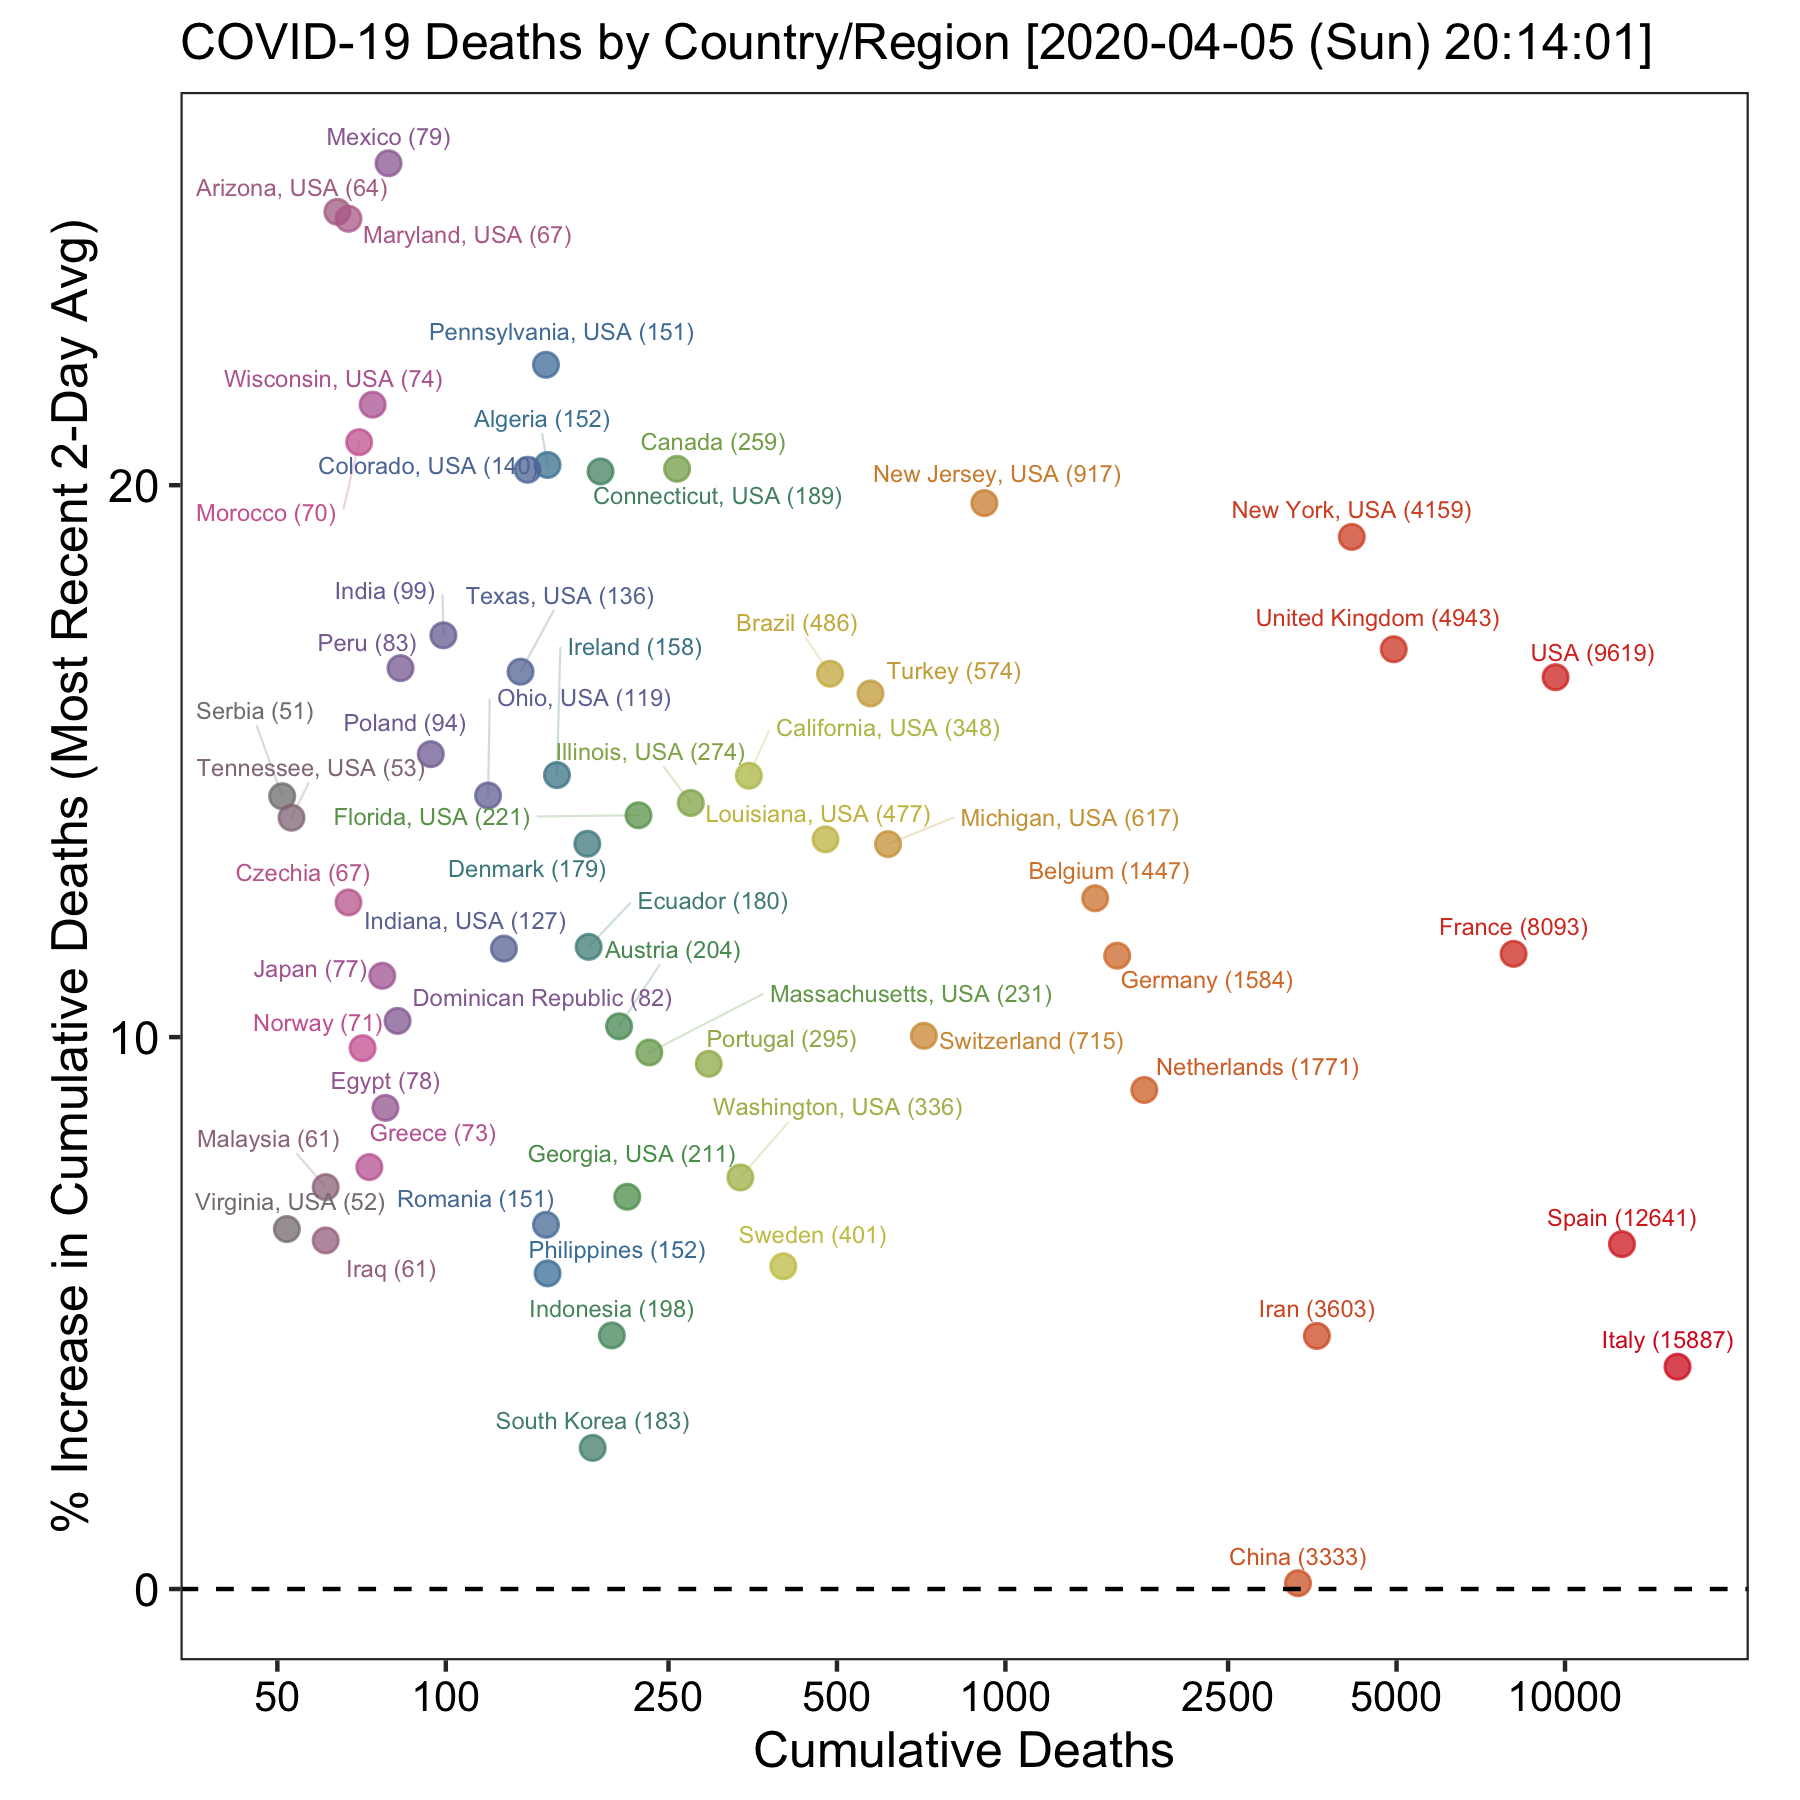 COVID-19 Deaths by Country/Region [2020-04-05 (Sun) 20:14:01]
% Increase in Cumulative Deaths (Most Recent 2-Day Avg)
Mexico (79)
Arizona, USA (64)
Maryland, USA (67)
Pennsylvania, USA (151)
Wisconsin, USA (74)
Algeria (152)
Canada (259)
Colorado, USA (140)
New Jersey, USA (917)
20
Connecticut, USA (189)
Morocco (70)
New York, USA (4159)
India (99)
Texas, USA (136)
United Kingdom (4943)
Brazil (486)
Peru (83)
Ireland (158)
USA (9619)
Turkey (574)
Ohio, USA (119)
Serbia (51)
Poland (94)
California, USA (348)
Illinois, USA (274)
Tennessee, USA (53)
Louisiana, USA (477)
Florida, USA (221)
Michigan, USA (617)
Denmark (179)
Czechia (67)
Belgium (1447)
Ecuador (180)
Indiana, USA (127)
France (8093)
Austria (204)
Japan (77)
Germany (1584)
Massachusetts, USA (231)
Dominican Republic (82)
Norway (71)
10
Portugal (295)
Switzerland (715)
Netherlands (1771)
Egypt (78)
Washington, USA (336)
Greece (73)
Malaysia (61)
Georgia, USA (211)
Romania (151)
Virginia, USA (52)
Spain (12641)
Sweden (401)
Philippines (152)
Iraq (61)
Indonesia (198)
Iran (3603)
Italy (15887)
South Korea (183)
China (3333)
0
50 100 250 500 1000 2500 5000 10000
Cumulative Deaths